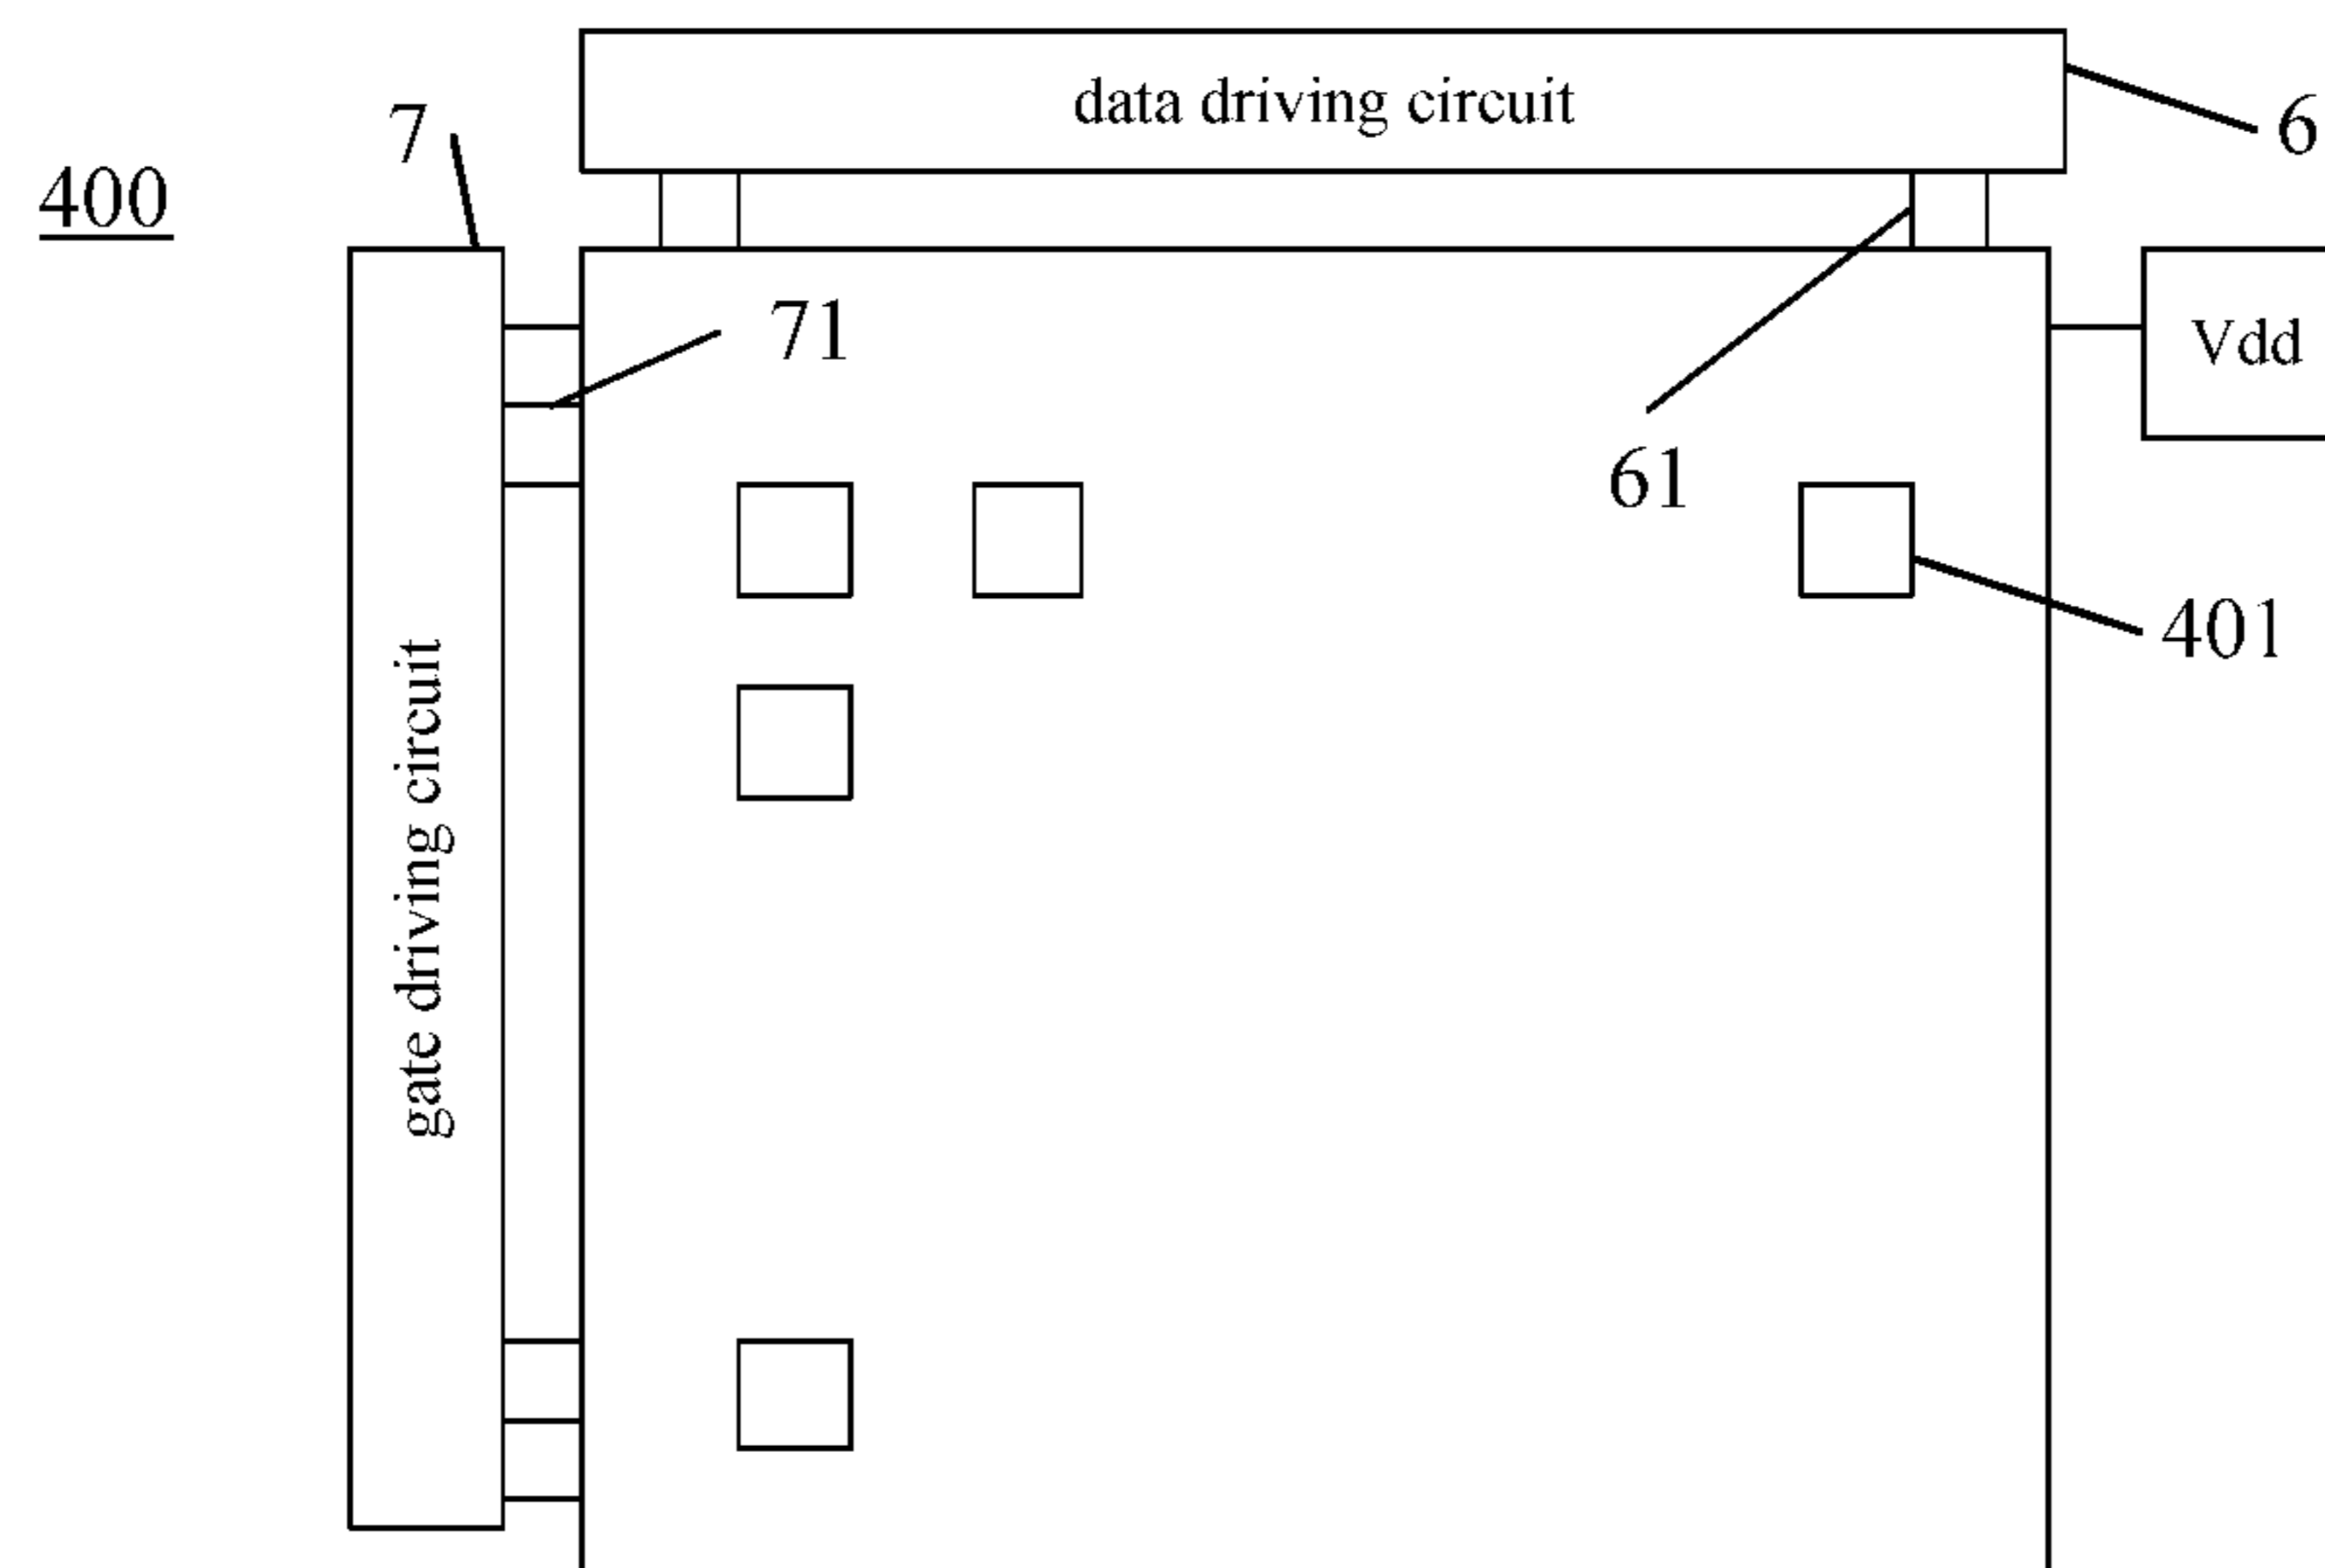 data driving circuit
6
7
400
71
Vdd
61
401
gate driving circuit